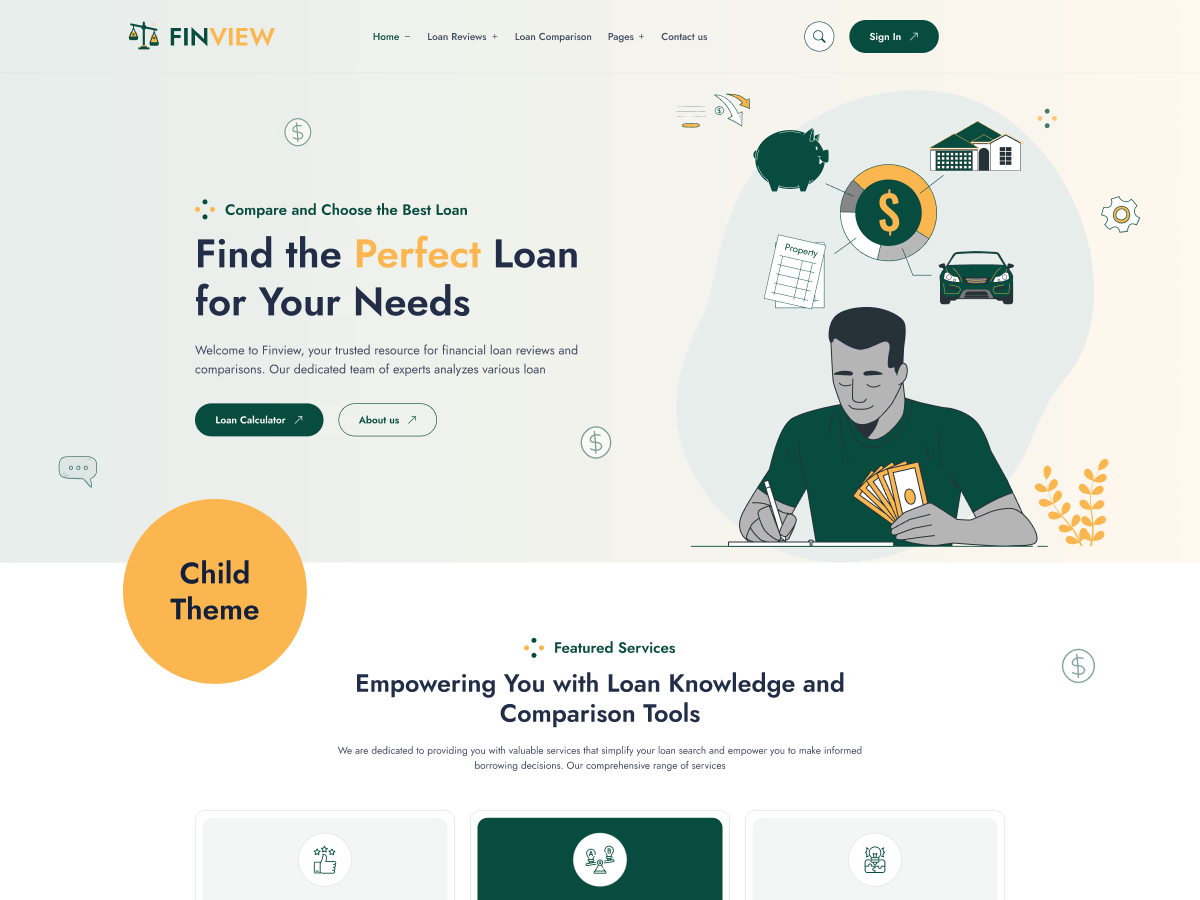 FINVIEW
Home − Loan Reviews + Loan Comparison Pages + Contact us
Sign In
Compare and Choose the Best Loan
Find the Perfect Loan
for Your Needs
Welcome to Finview, your trusted resource for financial loan reviews and
comparisons. Our dedicated team of experts analyzes various loan
Loan Calculator
About us
$
$
$
$
$
Property
Child
Theme
Featured Services
Empowering You with Loan Knowledge and
Comparison Tools
We are dedicated to providing you with valuable services that simplify your loan search and empower you to make informed
borrowing decisions. Our comprehensive range of services
A
B